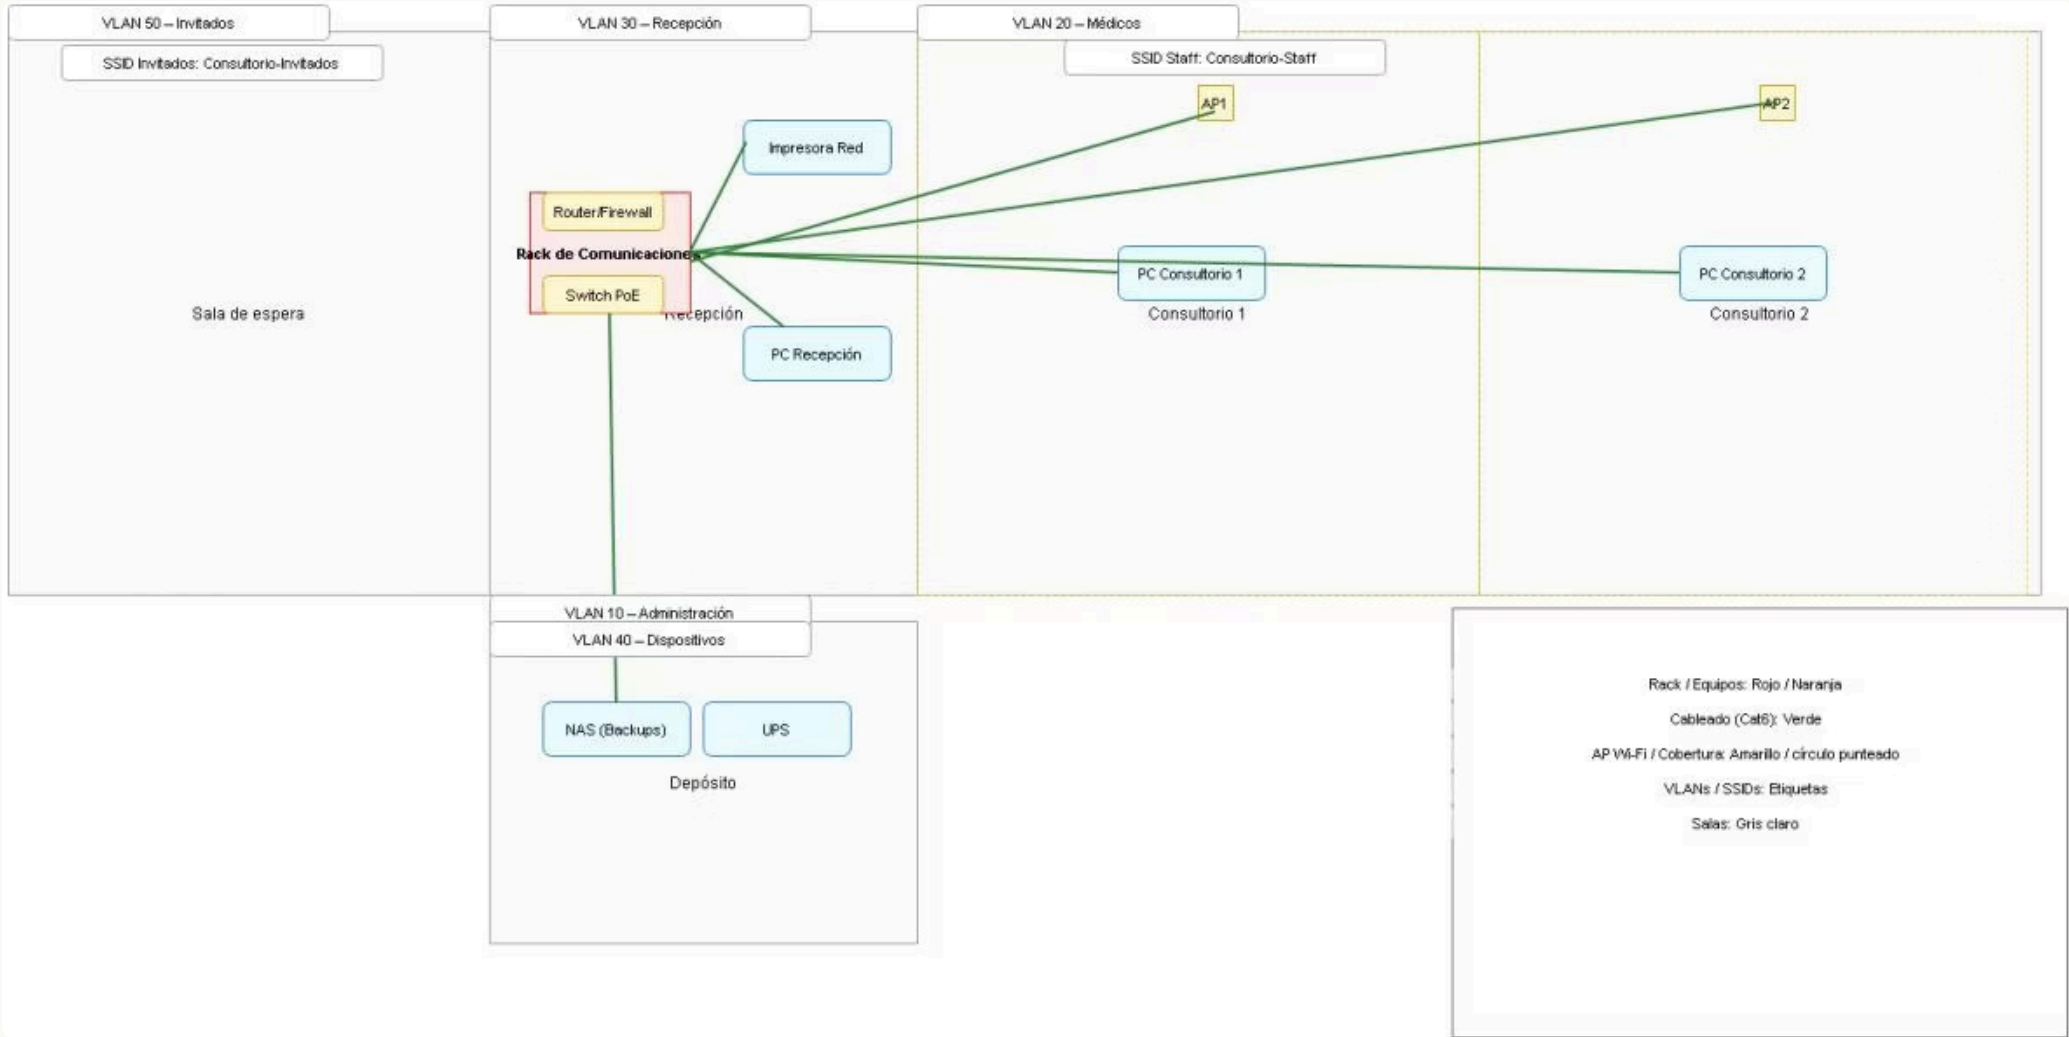 VLAN 50 – Invitados
VLAN 30 – Recepción
VLAN 20 – Médicos
SSID Invitados: Consultorio-Invitados
SSID Staff: Consultorio-Staff
AP1
AP2
Impresora Red
Router/Firewall
Rack de Comunicaciones
Switch PoE
PC Consultorio 1
PC Consultorio 2
Sala de espera
Recepción
Consultorio 1
Consultorio 2
PC Recepción
VLAN 10 – Administración
VLAN 40 – Dispositivos
NAS (Backups)
UPS
Depósito
Rack / Equipos: Rojo / Naranja
Cableado (Cat6): Verde
AP Wi-Fi / Cobertura: Amarillo / círculo punteado
VLANs / SSIDs: Etiquetas
Salas: Gris claro